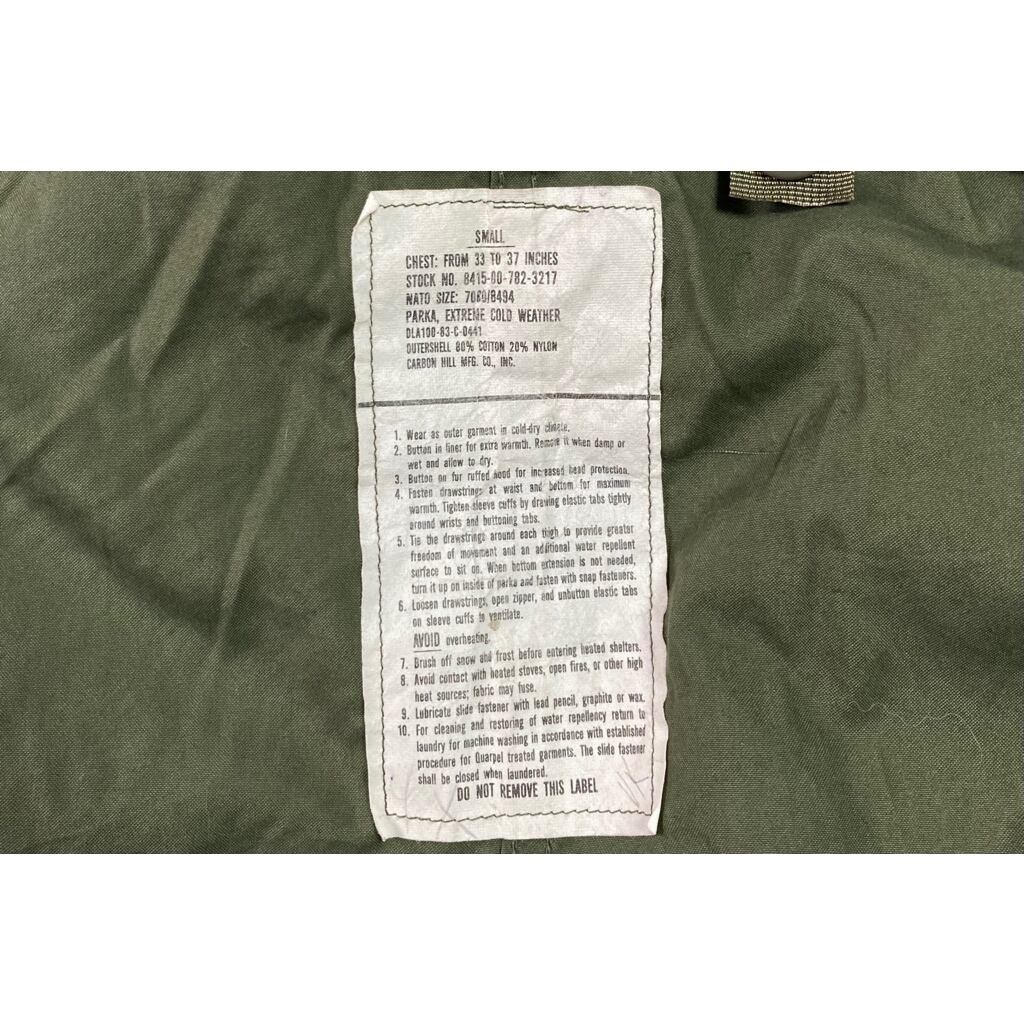 SMALL
CHEST: FROM 33 TO 37 INCHES
STOCK NO. 8415-00-782-3217
NATO SIZE: 7080/8494
PARKA, EXTREME COLD WEATHER
DLA100-83-C-0441
OUTERSHELL 80% COTTON 20% NYLON
CARBON HILL MFG. CO., INC.
1. Wear as outer garment in cold-dry climate.
2. Button in liner for extra warmth. Remove it when damp or
wet and allow to dry.
3. Button on fur ruffed hood for increased head protection.
4. Fasten drawstrings at waist and bottom for maximum
warmth. Tighten sleeve cuffs by drawing elastic tabs tightly
around wrists and buttoning tabs.
5. Tie the drawstrings around each thigh to provide greater
freedom of movement and an additional water repellent
surface to sit on. When bottom extension is not needed,
turn it up on inside of parka and fasten with snap fasteners.
6. Loosen drawstrings, open zipper, and unbutton elastic tabs
on sleeve cuffs to ventilate.
AVOID overheating.
7. Brush off snow and frost before entering heated shelters.
8. Avoid contact with heated stoves, open fires, or other high
heat sources; fabric may fuse.
9. Lubricate slide fastener with lead pencil, graphite or wax.
10. For cleaning and restoring of water repellency return to
laundry for machine washing in accordance with established
procedure for Quarpel treated garments. The slide fastener
shall be closed when laundered.
DO NOT REMOVE THIS LABEL